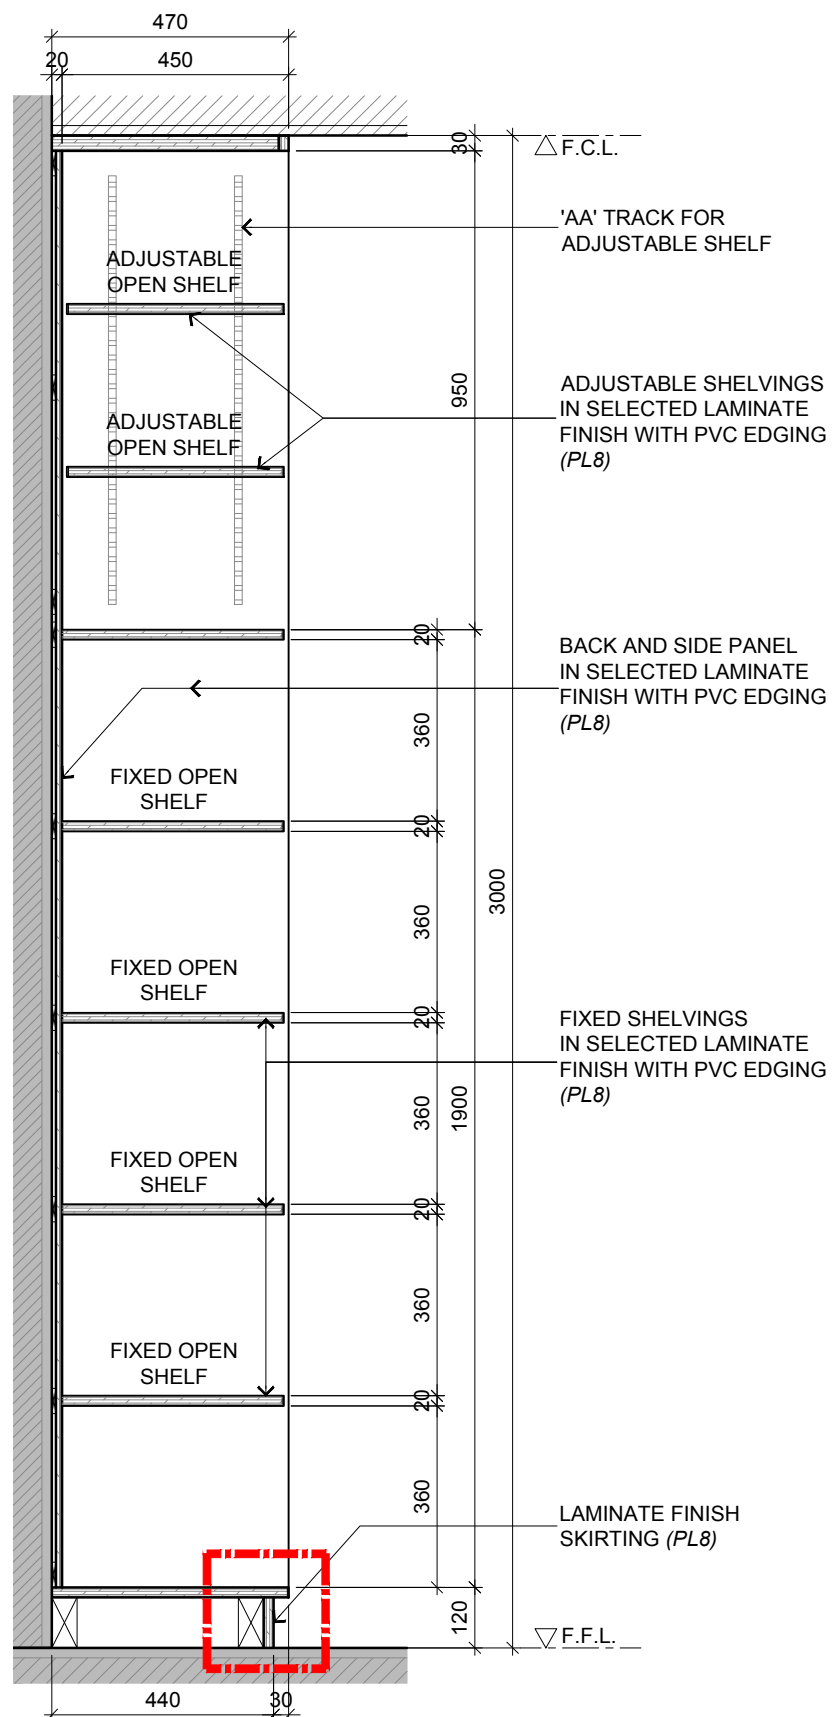 470
20
450
30
F.C.L.
'AA' TRACK FOR
ADJUSTABLE SHELF
ADJUSTABLE
OPEN SHELF
950
ADJUSTABLE SHELVINGS
IN SELECTED LAMINATE
FINISH WITH PVC EDGING
(PL8)
ADJUSTABLE
OPEN SHELF
20
BACK AND SIDE PANEL
IN SELECTED LAMINATE
FINISH WITH PVC EDGING
(PL8)
360
FIXED OPEN
SHELF
20
3000
360
FIXED OPEN
SHELF
20
FIXED SHELVINGS
IN SELECTED LAMINATE
FINISH WITH PVC EDGING
(PL8)
360
1900
FIXED OPEN
SHELF
20
360
FIXED OPEN
SHELF
20
360
LAMINATE FINISH
SKIRTING (PL8)
120
F.F.L.
440
30